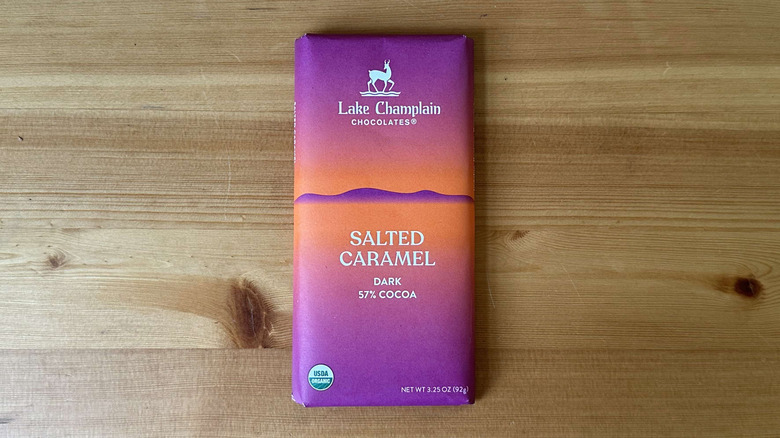 Lake Champlain
CHOCOLATES®
SALTED
CARAMEL
DARK
57% COCOA
USDA
ORGANIC
NET WT 3.25 OZ (92g)